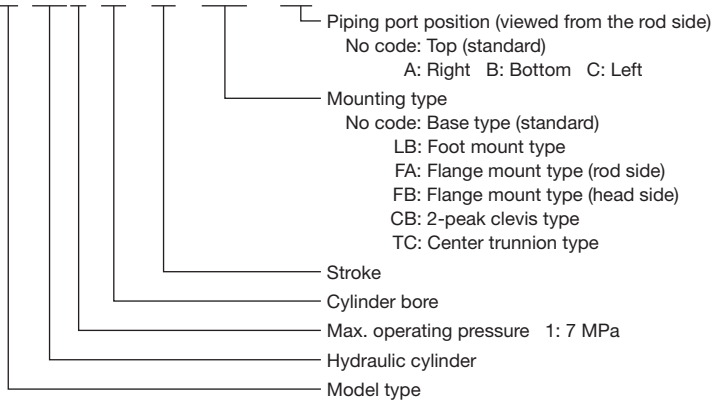 Piping port position (viewed from the rod side)
No code: Top (standard)
A: Right B: Bottom C: Left
Mounting type
No code: Base type (standard)
LB: Foot mount type
FA: Flange mount type (rod side)
FB: Flange mount type (head side)
CB: 2-peak clevis type
TC: Center trunnion type
Stroke
Cylinder bore
Max. operating pressure 1: 7 MPa
Hydraulic cylinder
Model type